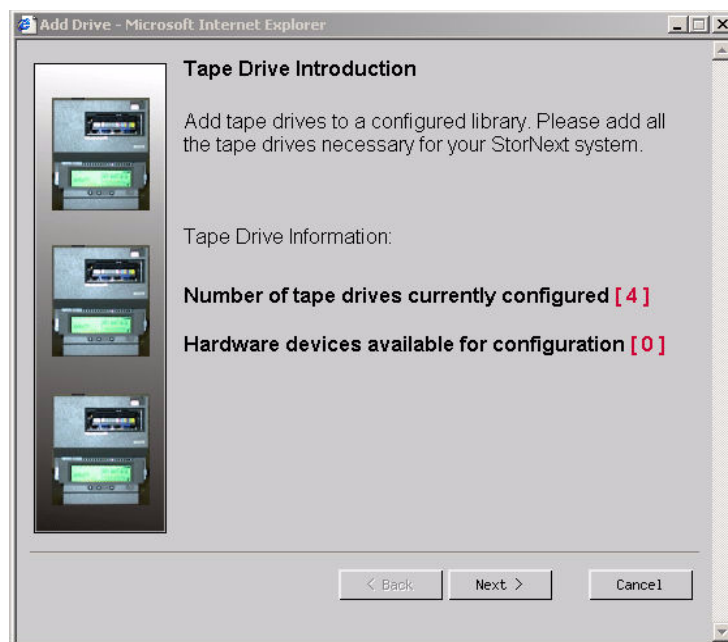 Add Drive - Microsoft Internet Explorer
Tape Drive Introduction
Add tape drives to a configured library. Please add all
the tape drives necessary for your StorNext system.
Tape Drive Information:
Number of tape drives currently configured [ 4 ]
Hardware devices available for configuration [ 0 ]
< Back
Next >
Cancel